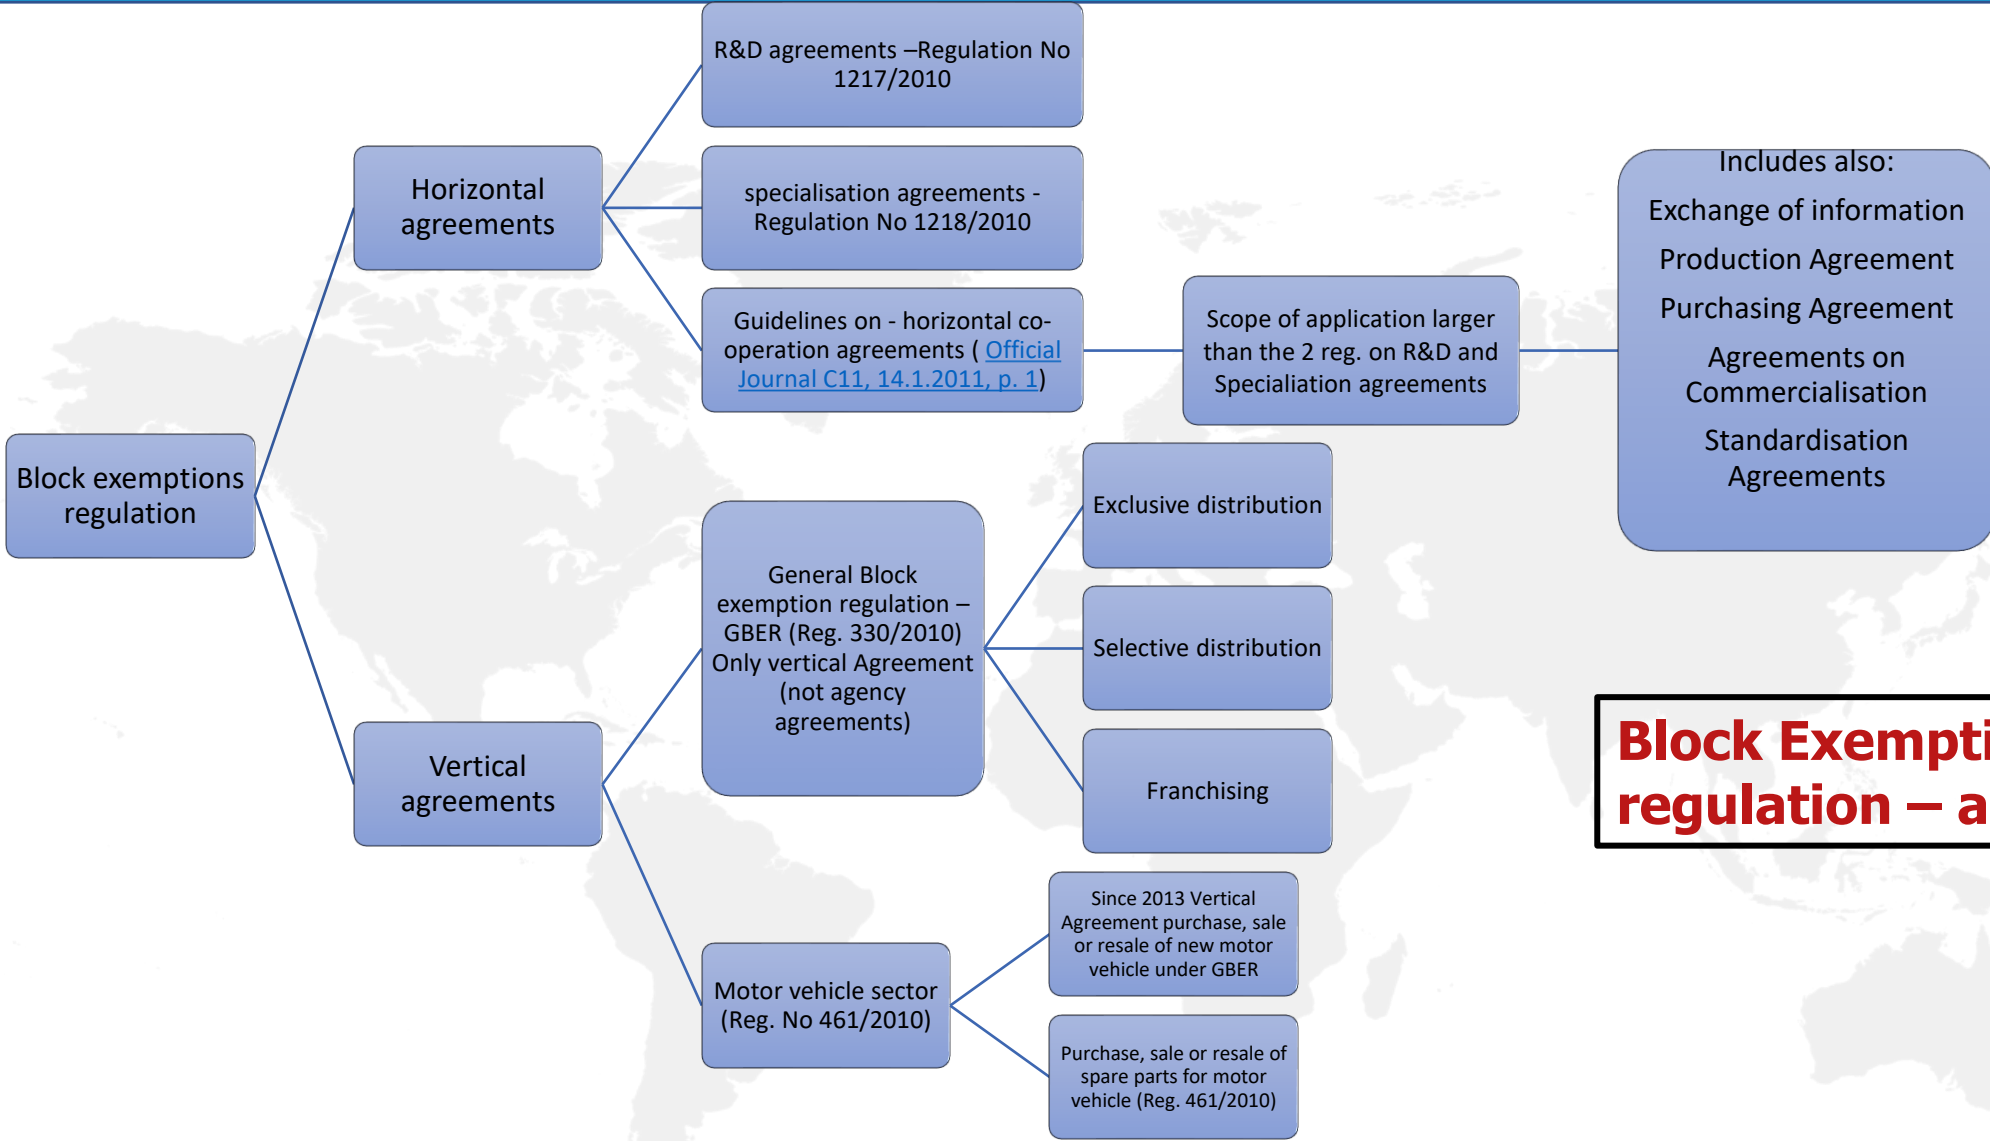 Block exemptions
regulation
Horizontal
agreements
R&D agreements –Regulation No
1217/2010
specialisation agreements -
Regulation No 1218/2010
Guidelines on - horizontal co-
operation agreements ( Official
Journal C11, 14.1.2011, p. 1)
Scope of application larger
than the 2 reg. on R&D and
Specialiation agreements
Includes also:
Exchange of information
Production Agreement
Purchasing Agreement
Agreements on
Commercialisation
Standardisation
Agreements
Vertical
agreements
General Block
exemption regulation –
GBER (Reg. 330/2010)
Only vertical Agreement
(not agency
agreements)
Exclusive distribution
Selective distribution
Franchising
Motor vehicle sector
(Reg. No 461/2010)
Since 2013 Vertical
Agreement purchase, sale
or resale of new motor
vehicle under GBER
Purchase, sale or resale of
spare parts for motor
vehicle (Reg. 461/2010)
Block
regulation –